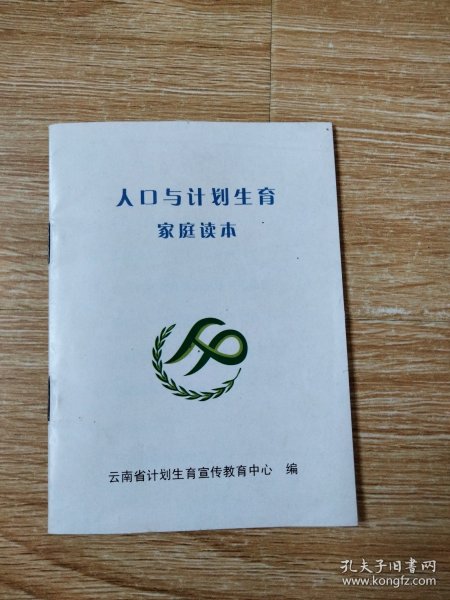 人口与计划生育
家庭读本
云南省计划生育宣传教育中心 编
孔夫子旧书网
www.kongfz.com